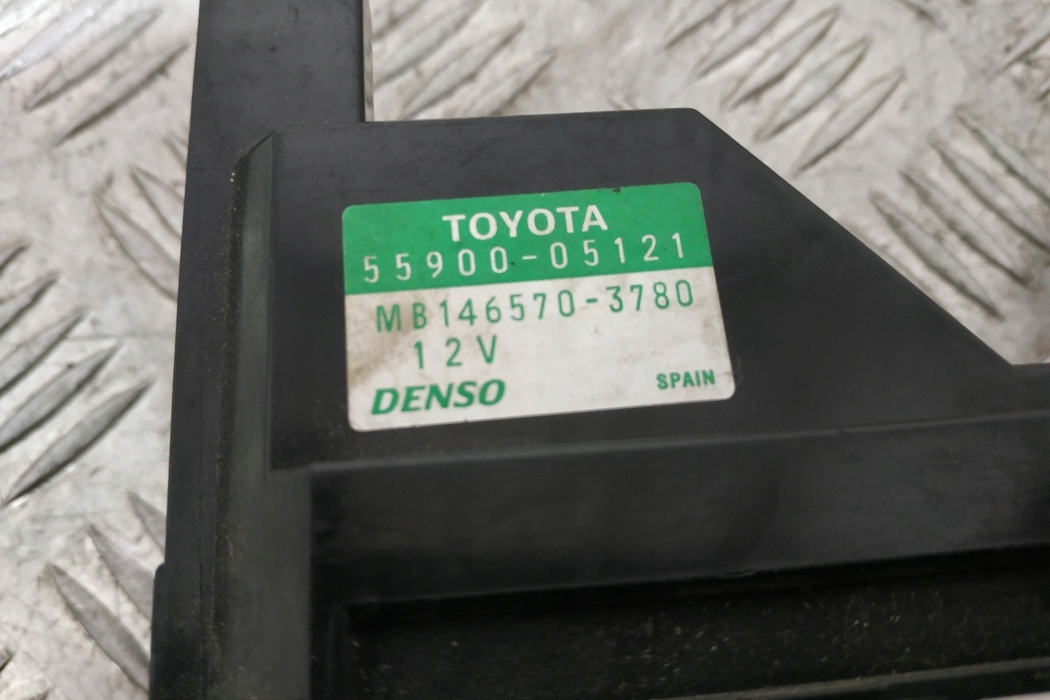 TOYOTA
55900-05121
MB146570-3780
12V
DENSO
SPAIN